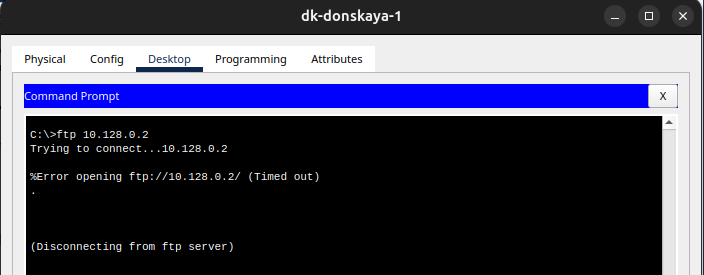 dk-donskaya-1
Physical Config Desktop Programming Attributes
Command Prompt X
C:\>ftp 10.128.0.2
Trying to connect...10.128.0.2
%Error opening ftp://10.128.0.2/ (Timed out)
.
(Disconnecting from ftp server)